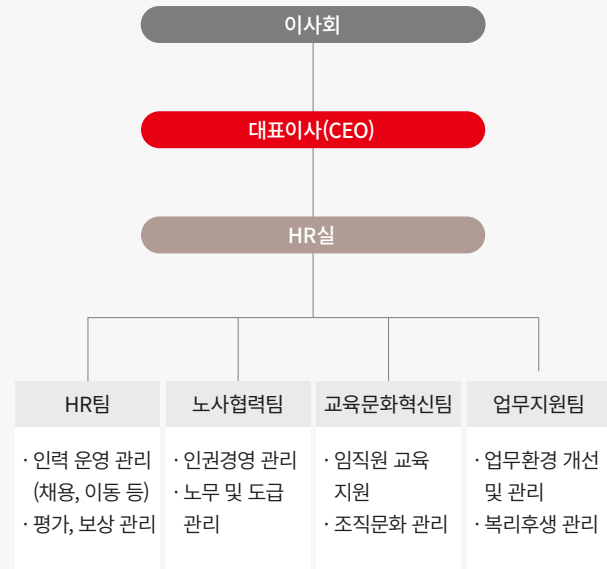 이사회
대표이사(CEO)
HR실
HR팀
· 인력 운영 관리
(채용, 이동 등)
· 평가, 보상 관리
노사협력팀
· 인권경영 관리
· 노무 및 도급
관리
교육문화혁신팀
· 임직원 교육
지원
· 조직문화 관리
업무지원팀
· 업무환경 개선
및 관리
· 복리후생 관리